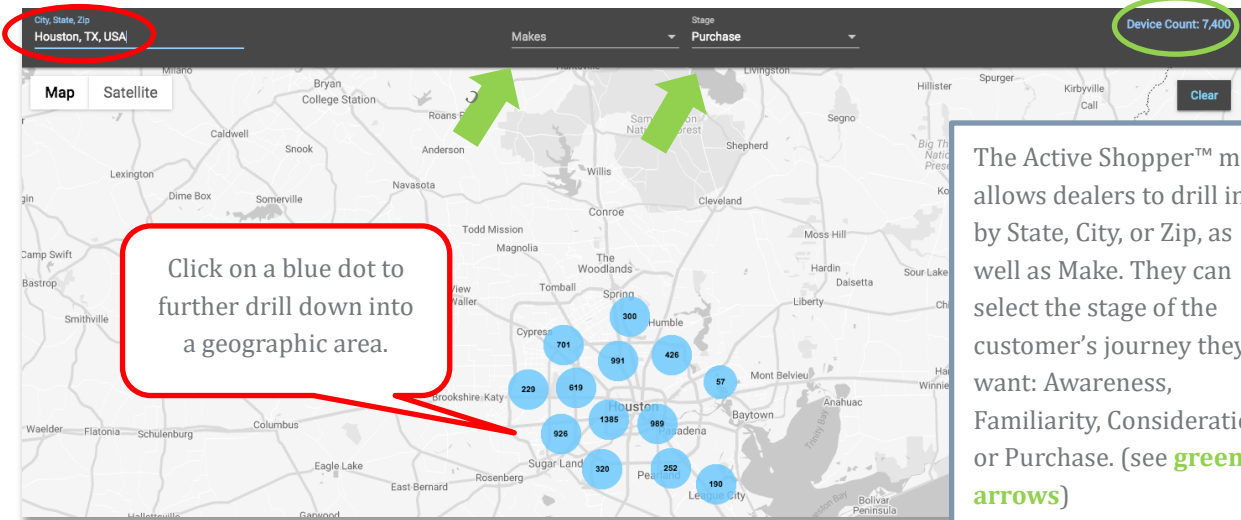 City, State, Zip
Houston, TX, USA
Makes
Stage
Purchase
Device Count: 7,400
Map
Satellite
Clear
Milano
Bryan
College Station
Livingston
Hillister
Spurger
Kirbyville
Call
Segno
Caldwell
Snook
Anderson
Shepherd
Lexington
Willis
Navasota
Dime Box
Somerville
Cleveland
Conroe
Todd Mission
Magnolia
Moss Hill
The
Woodlands
Camp Swift
Bastrop
Hardin
Daisetta
Sour Lake
Tomball
Spring
Liberty
Smithville
Waller
Humble
Cypress
300
701
991
426
57
Mont Belvieu
Winnie
229
619
Brookshire
Katy
Houston
Anahuac
Baytown
1385
989
Pasadena
926
Waelder
Flatonia
Schulenburg
Columbus
Trinity Bay
Sugar Land
320
252
190
Eagle Lake
East Bernard
Rosenberg
League City
Bolivar
Peninsula
Hallettsville
Garwood
Click on a blue dot to
further drill down into
a geographic area.
The Active Shopper™ m
allows dealers to drill in
by State, City, or Zip, as
well as Make. They can
select the stage of the
customer's journey they
want: Awareness,
Familiarity, Consideratio
or Purchase. (see green
arrows)